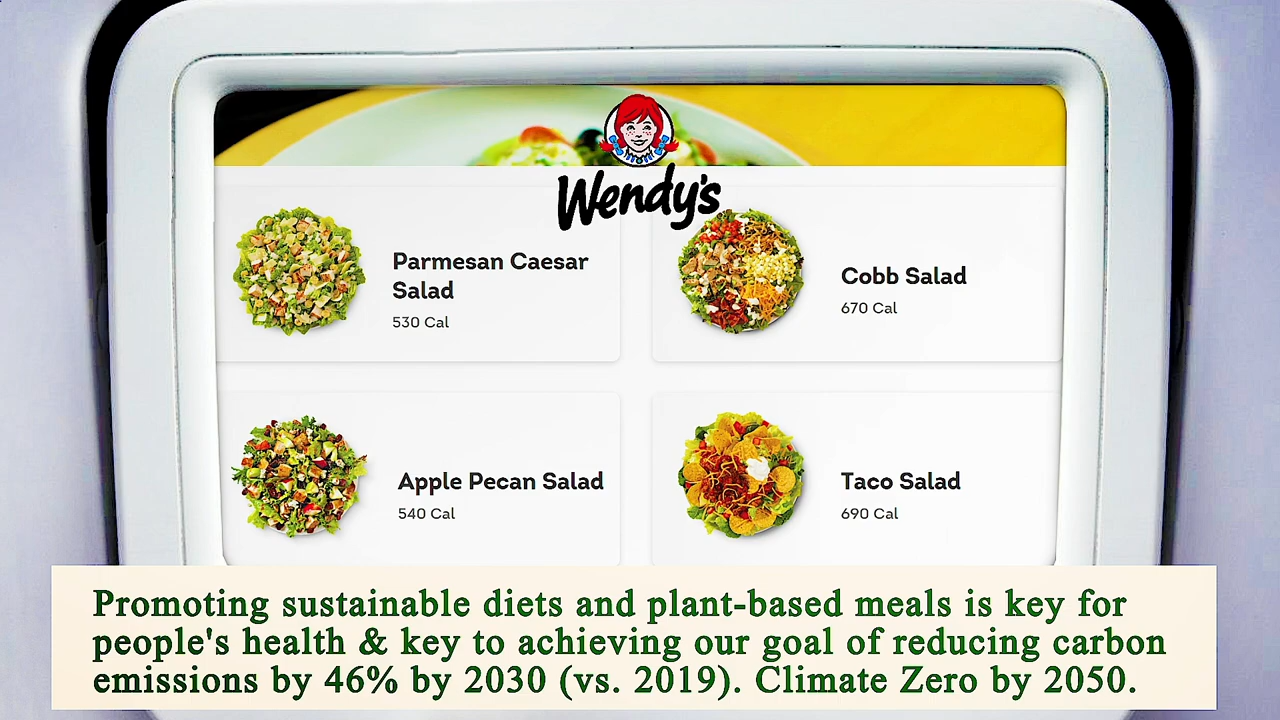 Wendy's
Parmesan Caesar
Salad
530 Cal
Cobb Salad
670 Cal
Apple Pecan Salad
540 Cal
Taco Salad
690 Cal
Promoting sustainable diets and plant-based meals is key for
people's health & key to achieving our goal of reducing carbon
emissions by 46% by 2030 (vs. 2019). Climate Zero by 2050.